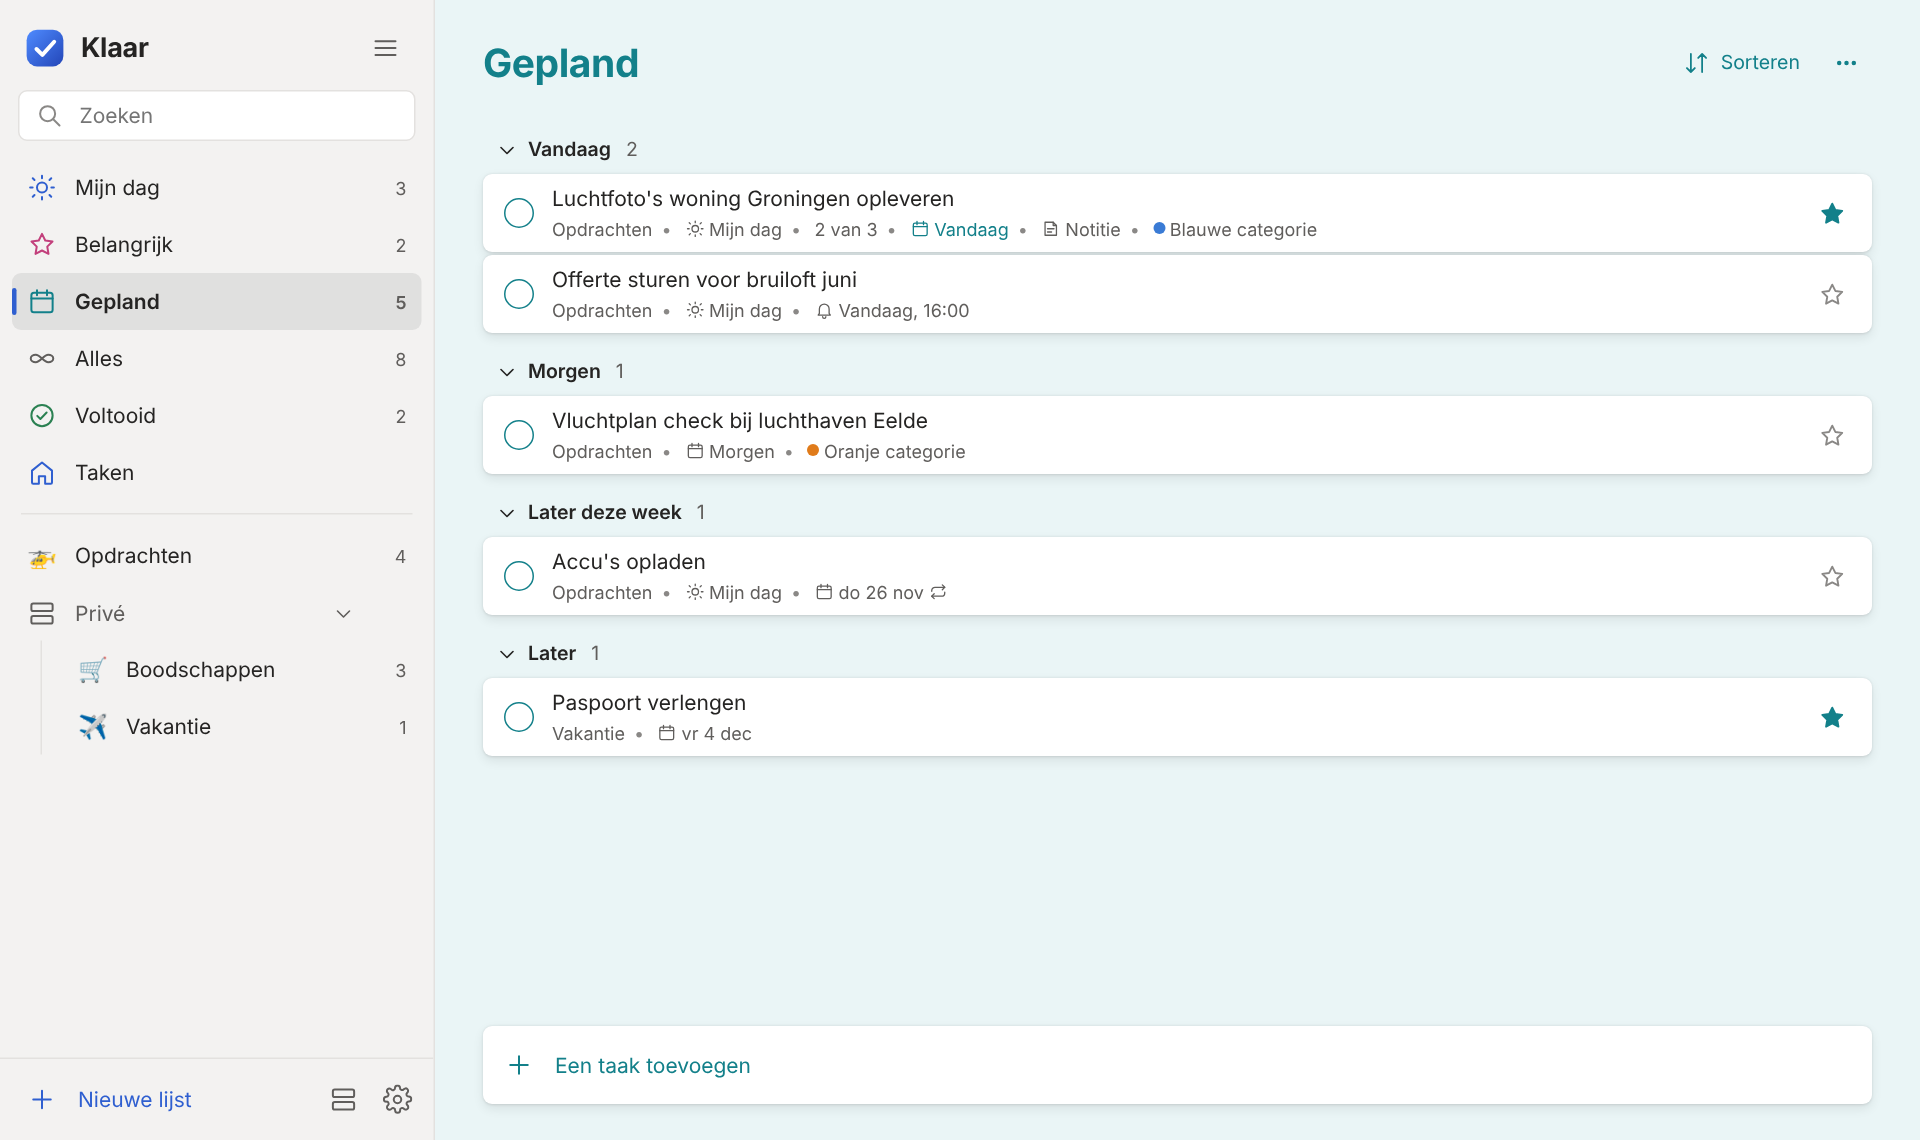 Klaar
Zoeken
Mijn dag 3
Belangrijk 2
Gepland 5
Alles 8
Voltooid 2
Taken
Opdrachten 4
Privé
Boodschappen 3
Vakantie 1
Nieuwe lijst
Gepland
Sorteren
Vandaag 2
Luchtfoto's woning Groningen opleveren
Opdrachten • Mijn dag • 2 van 3 • Vandaag • Notitie • Blauwe categorie
Offerte sturen voor bruiloft juni
Opdrachten • Mijn dag • Vandaag, 16:00
Morgen 1
Vluchtplan check bij luchthaven Eelde
Opdrachten • Morgen • Oranje categorie
Later deze week 1
Accu's opladen
Opdrachten • Mijn dag • do 26 nov
Later 1
Paspoort verlengen
Vakantie • vr 4 dec
Een taak toevoegen